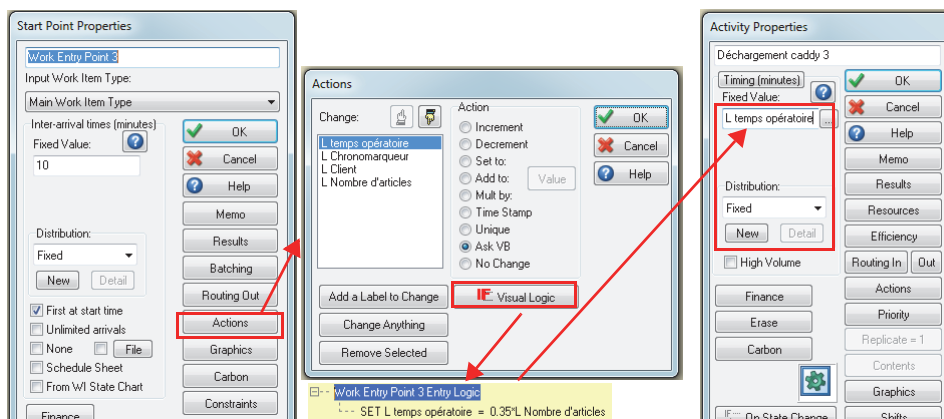 Start Point Properties
Work Entry Point 3
Input Work Item Type:
Main Work Item Type
Inter-arrival times (minutes)
Fixed Value:
10
Distribution:
Fixed
New Detail
First at start time
Unlimited arrivals
None File
Schedule Sheet
From WI State Chart
Finance
OK
Cancel
Help
Memo
Results
Batching
Routing Out
Actions
Graphics
Carbon
Constraints
Actions
Change:
L temps opératoire
L Chronomarqueur
L Client
L Nombre d'articles
Action
Increment
Decrement
Set to:
Add to: Value
Mult by:
Time Stamp
Unique
Ask VB
No Change
OK
Cancel
Help
Add a Label to Change
Visual Logic
Change Anything
Remove Selected
Work Entry Point 3 Entry Logic
SET L temps opératoire = 0.35*L Nombre d'articles
Activity Properties
Déchargement caddy 3
Timing (minutes)
Fixed Value:
L temps opératoire ...
Distribution:
Fixed
New Detail
High Volume
Finance
Erase
Carbon
On State Change
OK
Cancel
Help
Memo
Results
Resources
Efficiency
Routing In Out
Actions
Priority
Replicate = 1
Contents
Graphics
Shifts